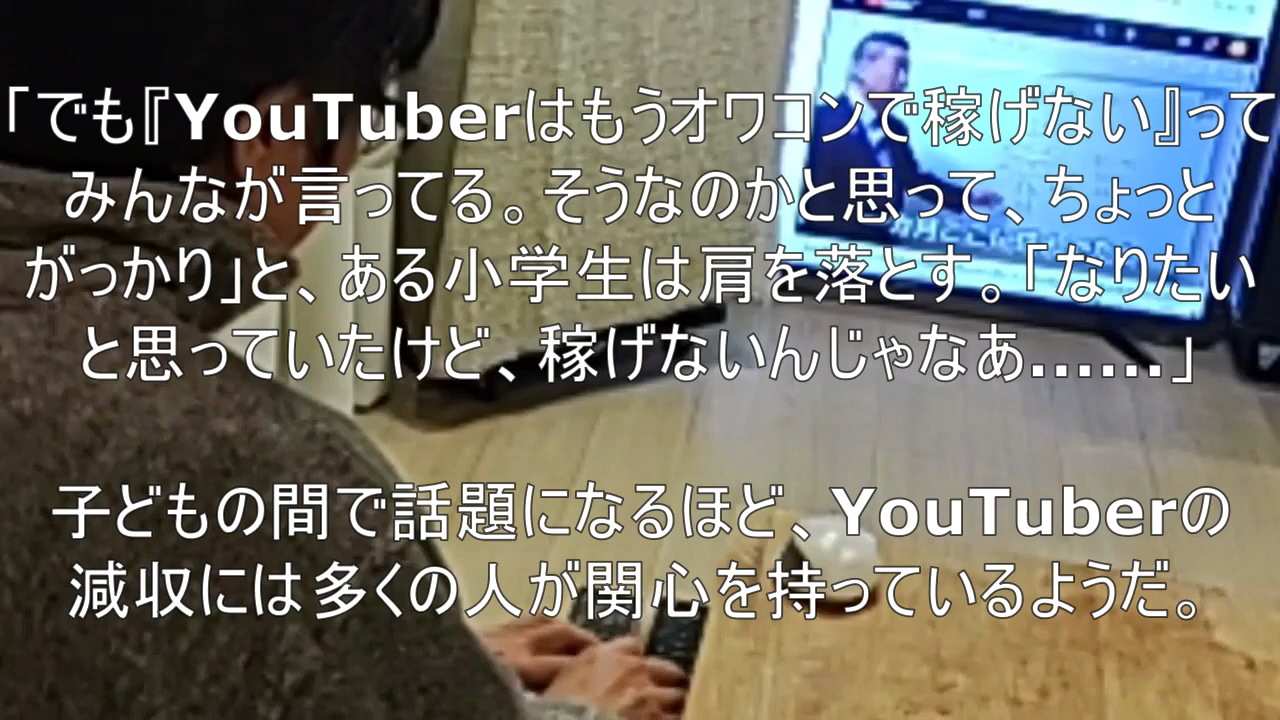 「でも『YouTuberはもうオワコンで稼げない』って
みんなが言ってる。そうなのかと思って、ちょっと
がっかり」と、ある小学生は肩を落とす。「なりたい
と思っていたけど、稼げないんじゃなあ……」
子どもの間で話題になるほど、YouTuberの
減収には多くの人が関心を持っているようだ。